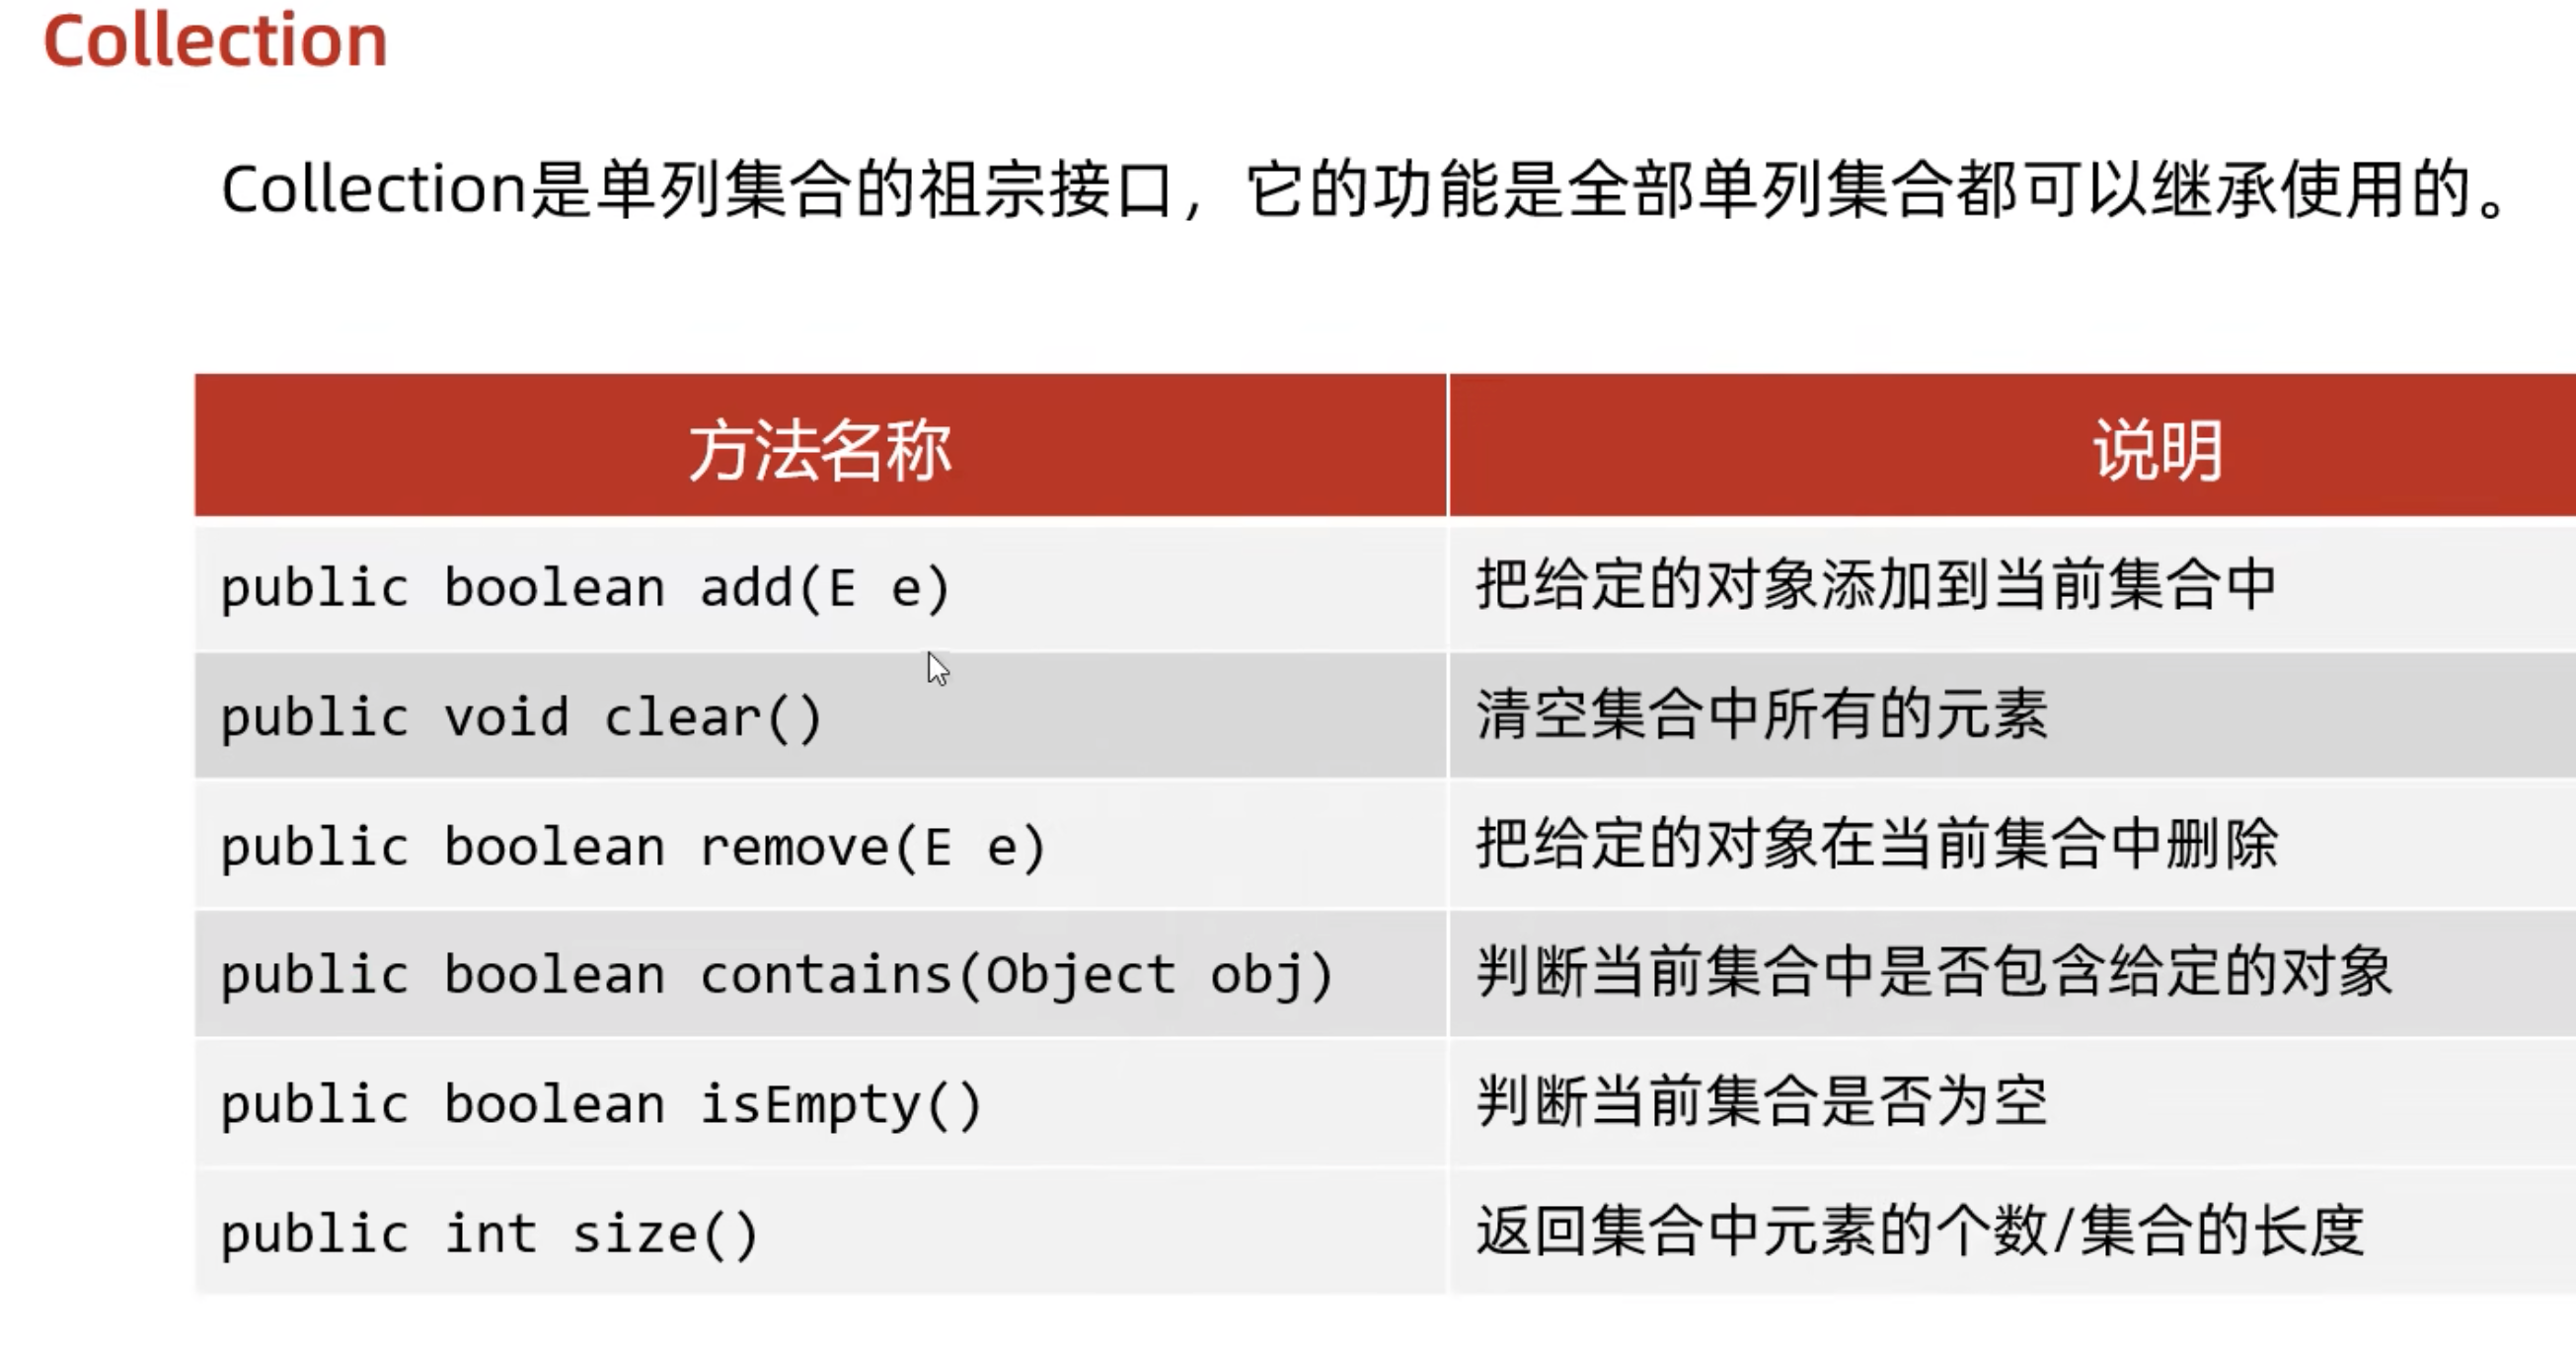 Collection
Collection是单列集合的祖宗接口，它的功能是全部单列集合都可以继承使用的。
方法名称 说明
public boolean add(E e) 把给定的对象添加到当前集合中
public void clear() 清空集合中所有的元素
public boolean remove(E e) 把给定的对象在当前集合中删除
public boolean contains(Object obj) 判断当前集合中是否包含给定的对象
public boolean isEmpty() 判断当前集合是否为空
public int size() 返回集合中元素的个数/集合的长度